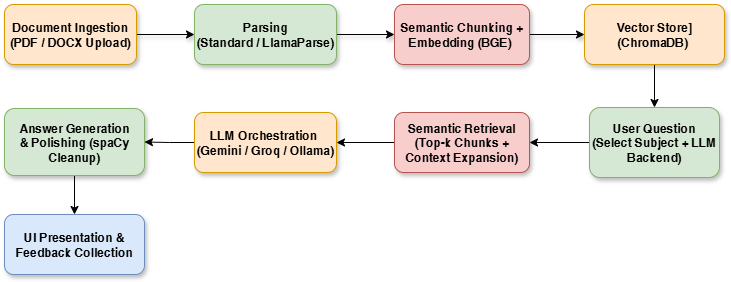 Document Ingestion
(PDF / DOCX Upload)
Parsing
(Standard / LlamaParse)
Semantic Chunking +
Embedding (BGE)
Vector Store]
(ChromaDB)
User Question
(Select Subject + LLM
Backend)
Semantic Retrieval
(Top-k Chunks +
Context Expansion)
LLM Orchestration
(Gemini / Groq / Ollama)
Answer Generation
& Polishing (spaCy
Cleanup)
UI Presentation &
Feedback Collection